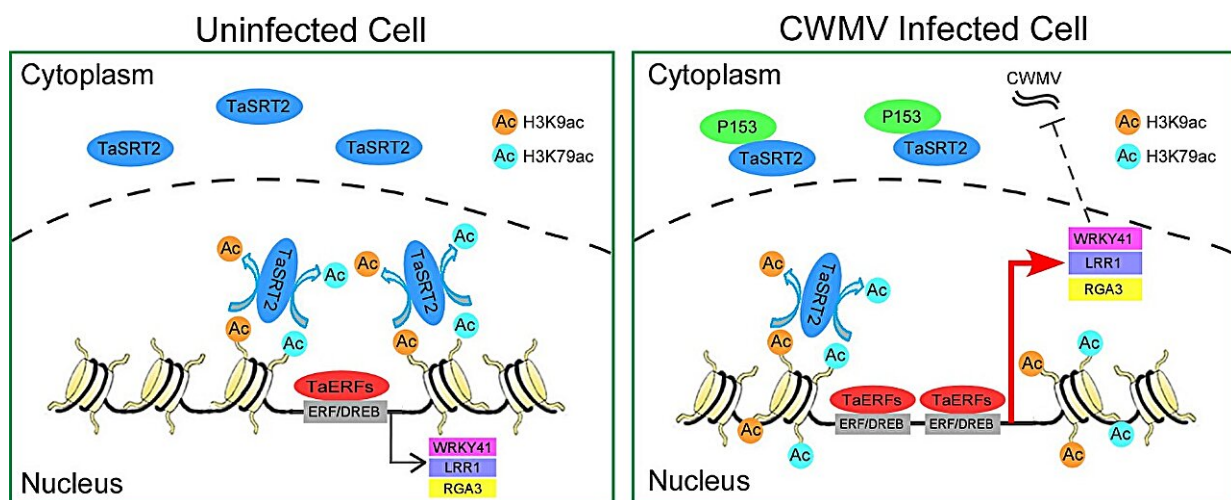 Uninfected Cell
Cytoplasm
TaSRT2
TaSRT2
TaSRT2
Ac H3K9ac
Ac H3K79ac
Ac
TaSRT2
Ac
Ac
TaSRT2
Ac
Ac
Ac
Ac
Ac
TaERFs
ERF/DREB
WRKY41
LRR1
RGA3
Nucleus
CWMV Infected Cell
Cytoplasm
CWMV
P153
TaSRT2
P153
TaSRT2
Ac H3K9ac
Ac H3K79ac
WRKY41
LRR1
RGA3
Ac
TaSRT2
Ac
Ac
Ac
Ac
Ac
TaERFs
TaERFs
ERF/DREB
ERF/DREB
Ac
Ac
Ac
Ac
Nucleus